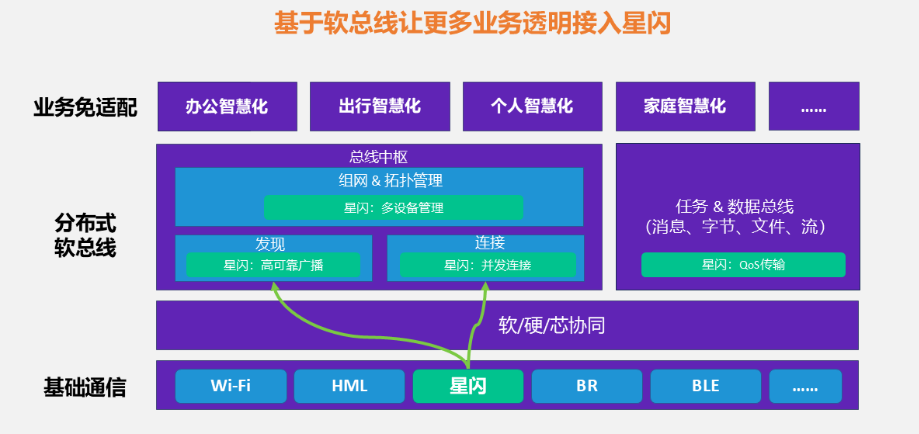 基于软总线让更多业务透明接入星闪
业务免适配
办公智慧化
出行智慧化
个人智慧化
家庭智慧化
……
分布式
软总线
总线中枢
组网 & 拓扑管理
星闪：多设备管理
发现
星闪：高可靠广播
连接
星闪：并发连接
任务 & 数据总线
（消息、字节、文件、流）
星闪：QoS传输
软/硬/芯协同
基础通信
Wi-Fi
HML
星闪
BR
BLE
……